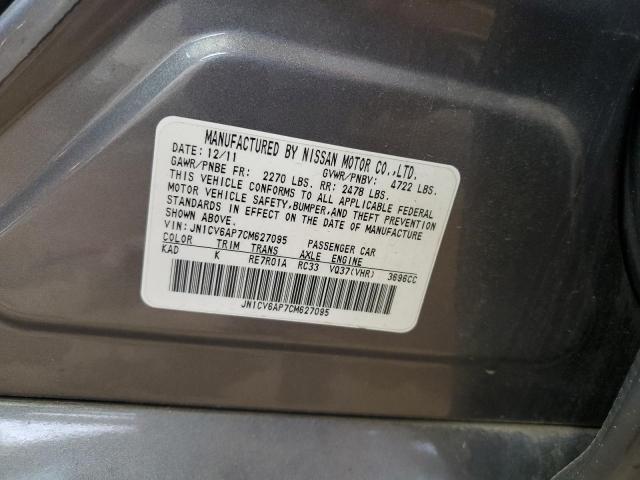 MANUFACTURED BY NISSAN MOTOR CO.,LTD.
DATE: 12/11 GVWR/PNBV: 4722 LBS.
GAWR/PNBE FR: 2270 LBS. RR: 2478 LBS.
THIS VEHICLE CONFORMS TO ALL APPLICABLE FEDERAL
MOTOR VEHICLE SAFETY,BUMPER,AND THEFT PREVENTION
STANDARDS IN EFFECT ON THE DATE OF MANUFACTURE
SHOWN ABOVE.
VIN: JN1CV6AP7CM627095 PASSENGER CAR
COLOR TRIM TRANS AXLE ENGINE
KAD K RE7R01A RC33 VQ37(VHR) 3696CC
JN1CV6AP7CM627095